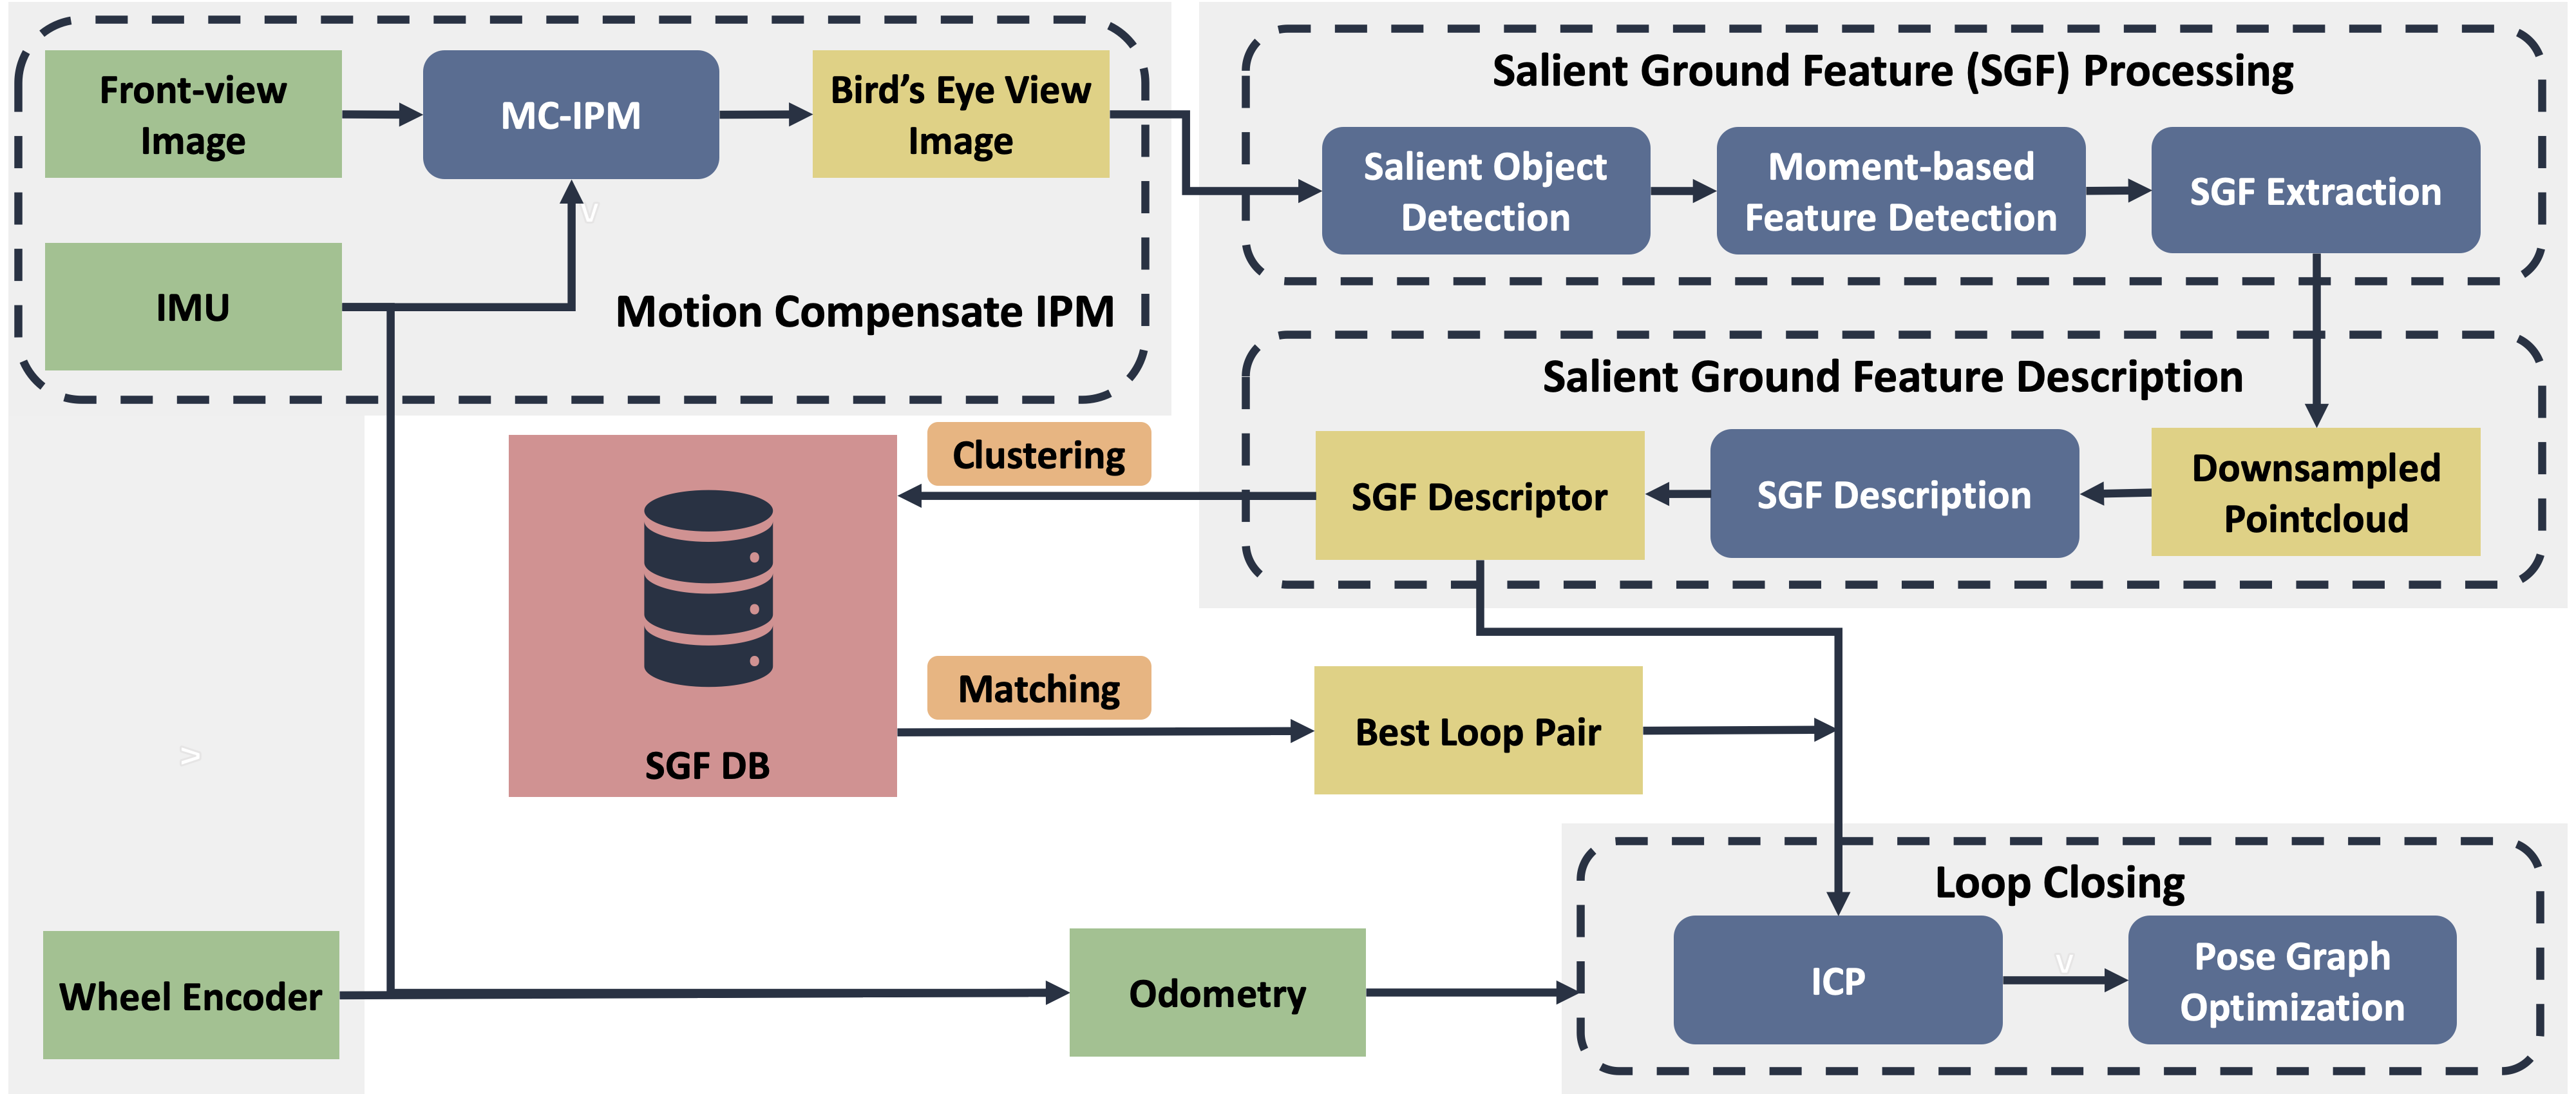 Front-view
Image
MC-IPM
Bird's Eye View
Image
IMU
Motion Compensate IPM
Salient Ground Feature (SGF) Processing
Salient Object
Detection
Moment-based
Feature Detection
SGF Extraction
Salient Ground Feature Description
Downsampled
Pointcloud
SGF Description
SGF Descriptor
Clustering
SGF DB
Matching
Best Loop Pair
Wheel Encoder
Odometry
Loop Closing
ICP
Pose Graph
Optimization